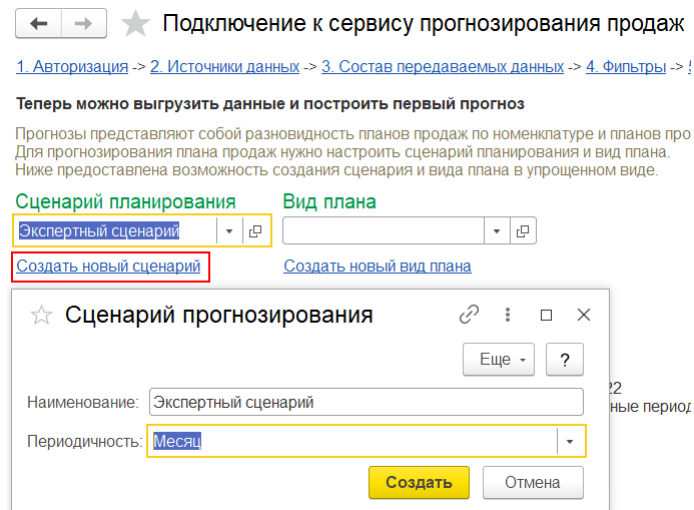 Подключение к сервису прогнозирования продаж
1. Авторизация -> 2. Источники данных -> 3. Состав передаваемых данных -> 4. Фильтры ->
Теперь можно выгрузить данные и построить первый прогноз
Прогнозы представляют собой разновидность планов продаж по номенклатуре и планов про
Для прогнозирования плана продаж нужно настроить сценарий планирования и вид плана.
Ниже предоставлена возможность создания сценария и вида плана в упрощенном виде.
Сценарий планирования Вид плана
Экспертный сценарий
Создать новый сценарий Создать новый вид плана
Сценарий прогнозирования
Еще ?
22
Наименование: Экспертный сценарий
ные период
Периодичность: Месяц
Создать Отмена